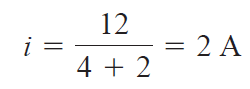 i = 12 / 4 + 2 = 2 A